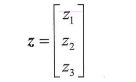 z = [z₁
z₂
z₃]